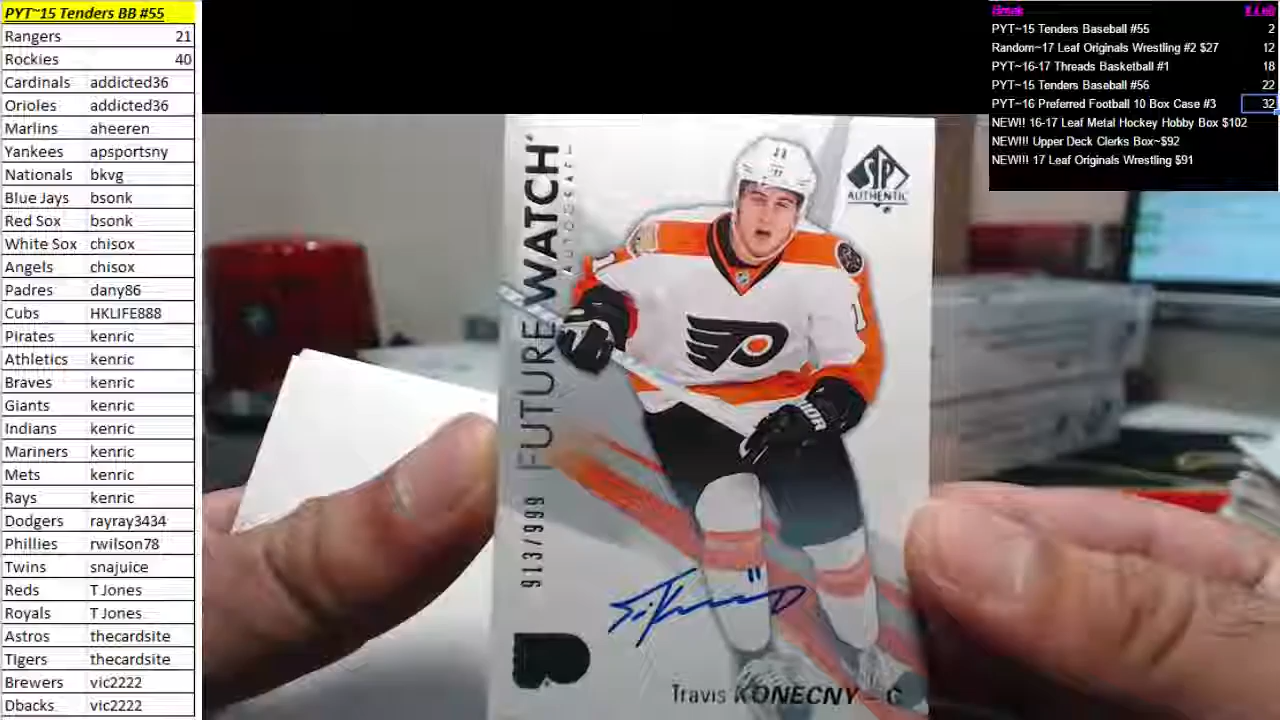 PYT~15 Tenders BB #55
Rangers 21
Rockies 40
Cardinals addicted36
Orioles addicted36
Marlins aheeren
Yankees apsportsny
Nationals bkvg
Blue Jays bsonk
Red Sox bsonk
White Sox chisox
Angels chisox
Padres dany86
Cubs HKLIFE888
Pirates kenric
Athletics kenric
Braves kenric
Giants kenric
Indians kenric
Mariners kenric
Mets kenric
Rays kenric
Dodgers rayray3434
Phillies rwilson78
Twins snajuice
Reds T Jones
Royals T Jones
Astros thecardsite
Tigers thecardsite
Brewers vic2222
Dbacks vic2222
Break X Left
PYT~15 Tenders Baseball #55 2
Random~17 Leaf Originals Wrestling #2 $27 12
PYT~16-17 Threads Basketball #1 18
PYT~15 Tenders Baseball #56 22
PYT~16 Preferred Football 10 Box Case #3 32
NEW!! 16-17 Leaf Metal Hockey Hobby Box $102
NEW!!! Upper Deck Clerks Box~$92
NEW!!! 17 Leaf Originals Wrestling $91
FUTURE WATCH
AUTOGRAPH
913/999
SP
AUTHENTIC
11
Travis KONECNY – C